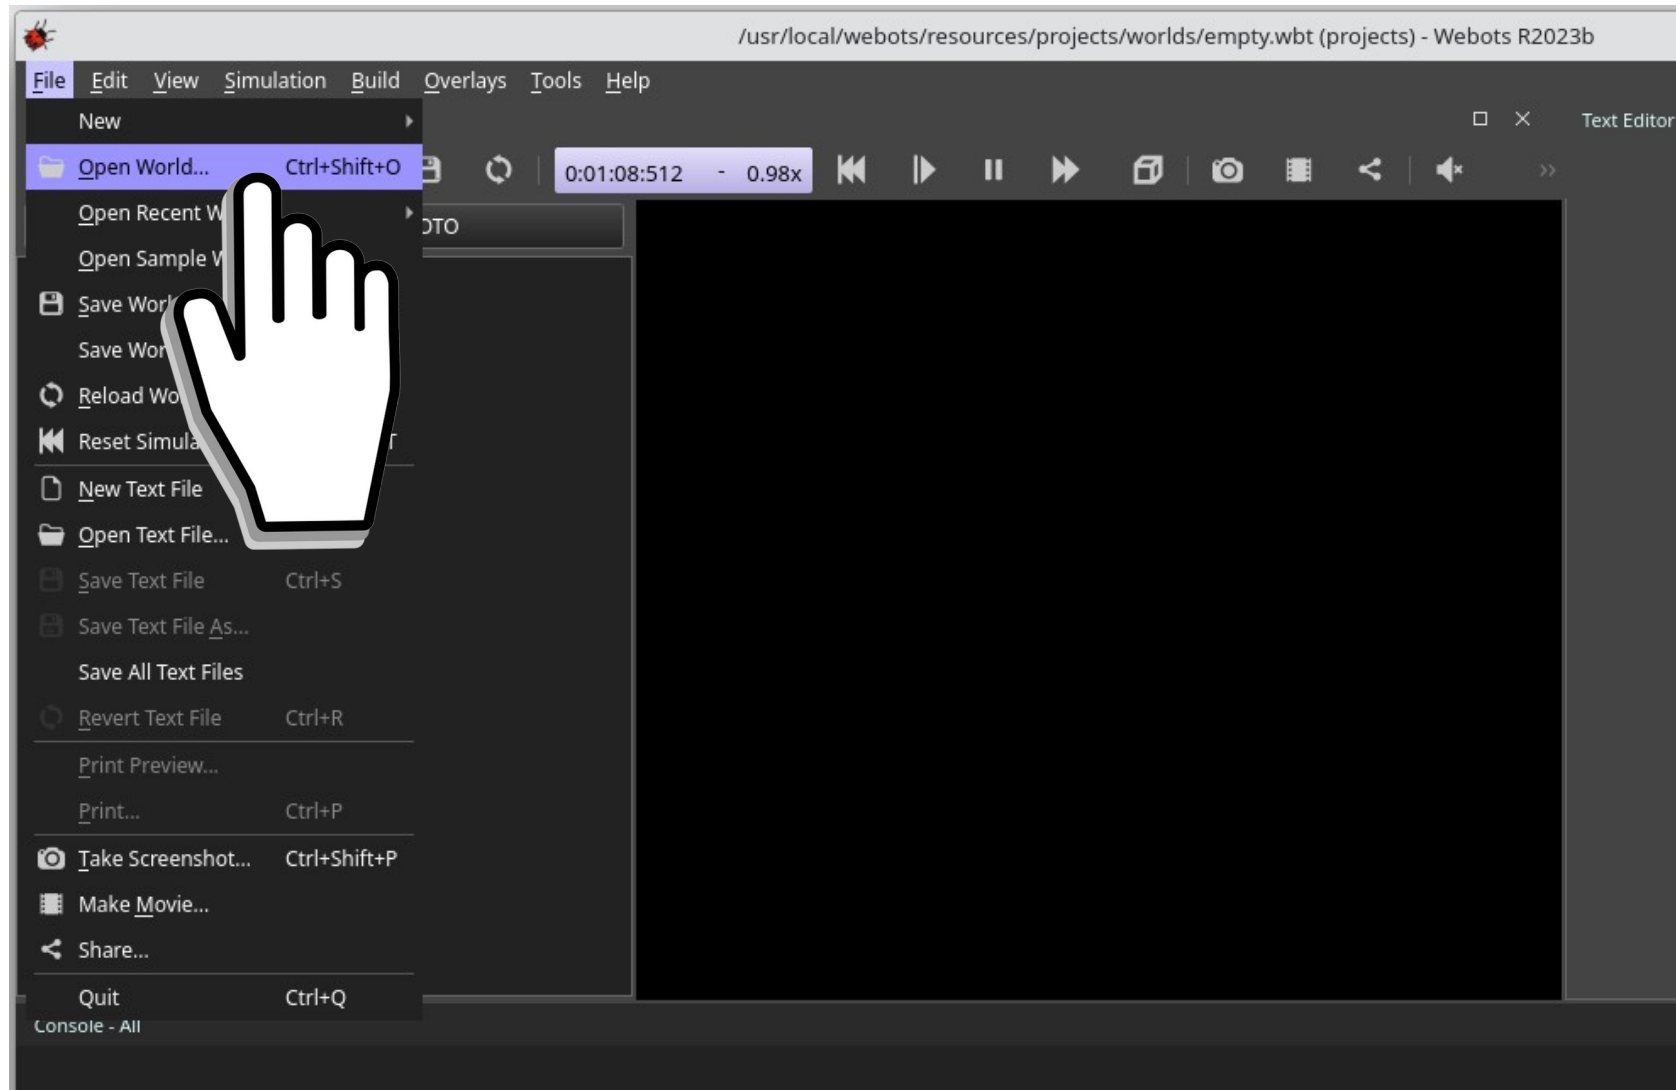 /usr/local/webots/resources/projects/worlds/empty.wbt (projects) - Webots R2023b
File Edit View Simulation Build Overlays Tools Help
New
Text Editor
Open World... Ctrl+Shift+O
0:01:08:512 - 0.98x
Open Recent
Open Sample
Save
Save
Reload
Reset
New Text File
Open Text File...
Save Text File Ctrl+S
Save Text File As...
Save All Text Files
Revert Text File Ctrl+R
Print Preview...
Print... Ctrl+P
Take Screenshot... Ctrl+Shift+P
Make Movie...
Share...
Quit Ctrl+Q
Console - All